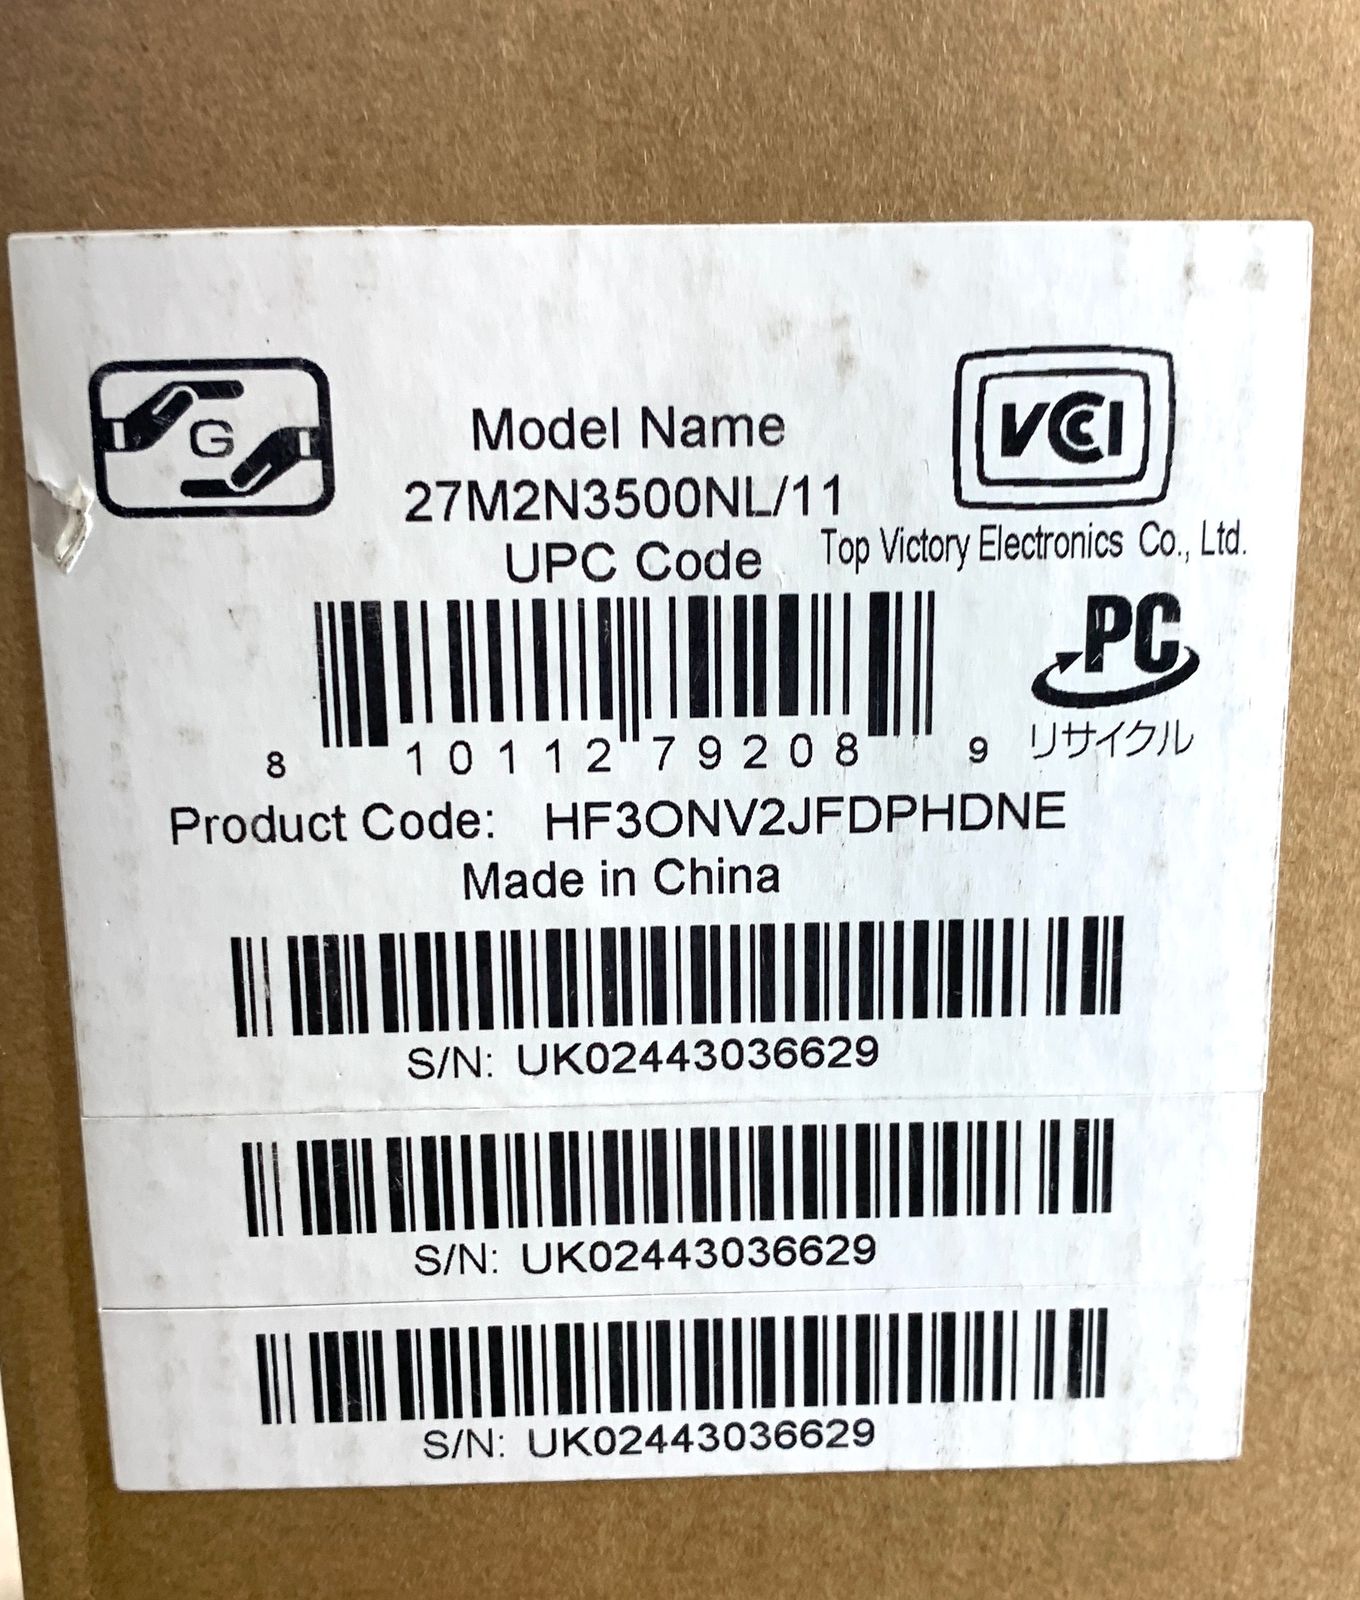 G
VCCI
Model Name
27M2N3500NL/11
Top Victory Electronics Co., Ltd.
UPC Code
PC
リサイクル
8 10112 79208 9
Product Code: HF3ONV2JFDPHDNE
Made in China
S/N: UK02443036629
S/N: UK02443036629
S/N: UK02443036629